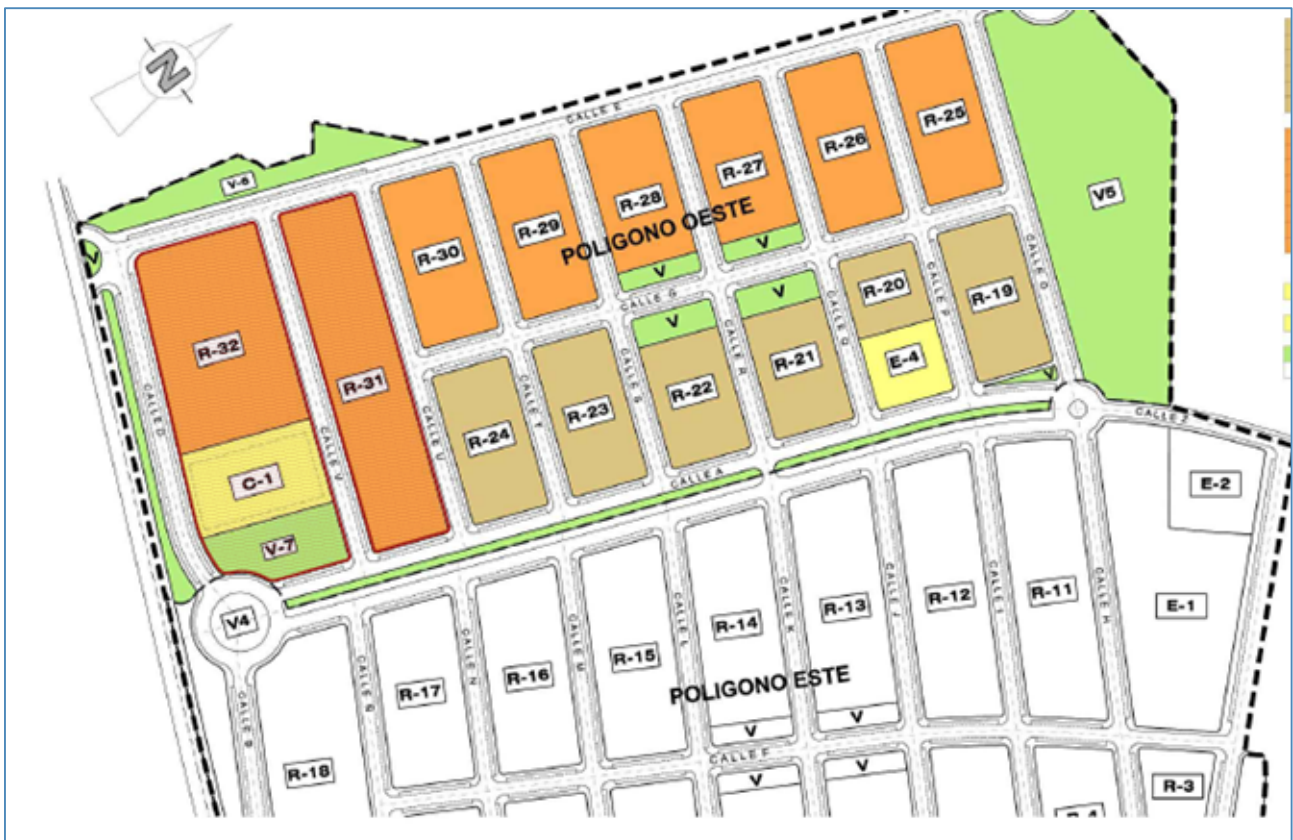 N
CALLE E
R-25
R-26
R-27
R-28
R-29
R-30
R-31
R-32
V-6
V
V5
POLIGONO OESTE
V
V
CALLE G
V
V
R-19
R-20
R-21
R-22
R-23
R-24
E-4
CALLE O
CALLE P
CALLE Q
CALLE R
CALLE S
CALLE T
CALLE U
CALLE V
CALLE D
C-1
V-7
V
CALLE A
CALLE Z
V4
E-2
E-1
R-11
R-12
R-13
R-14
R-15
R-16
R-17
R-18
CALLE H
CALLE I
CALLE J
CALLE K
CALLE L
CALLE M
CALLE N
CALLE B
POLIGONO ESTE
V
V
CALLE F
V
V
R-3